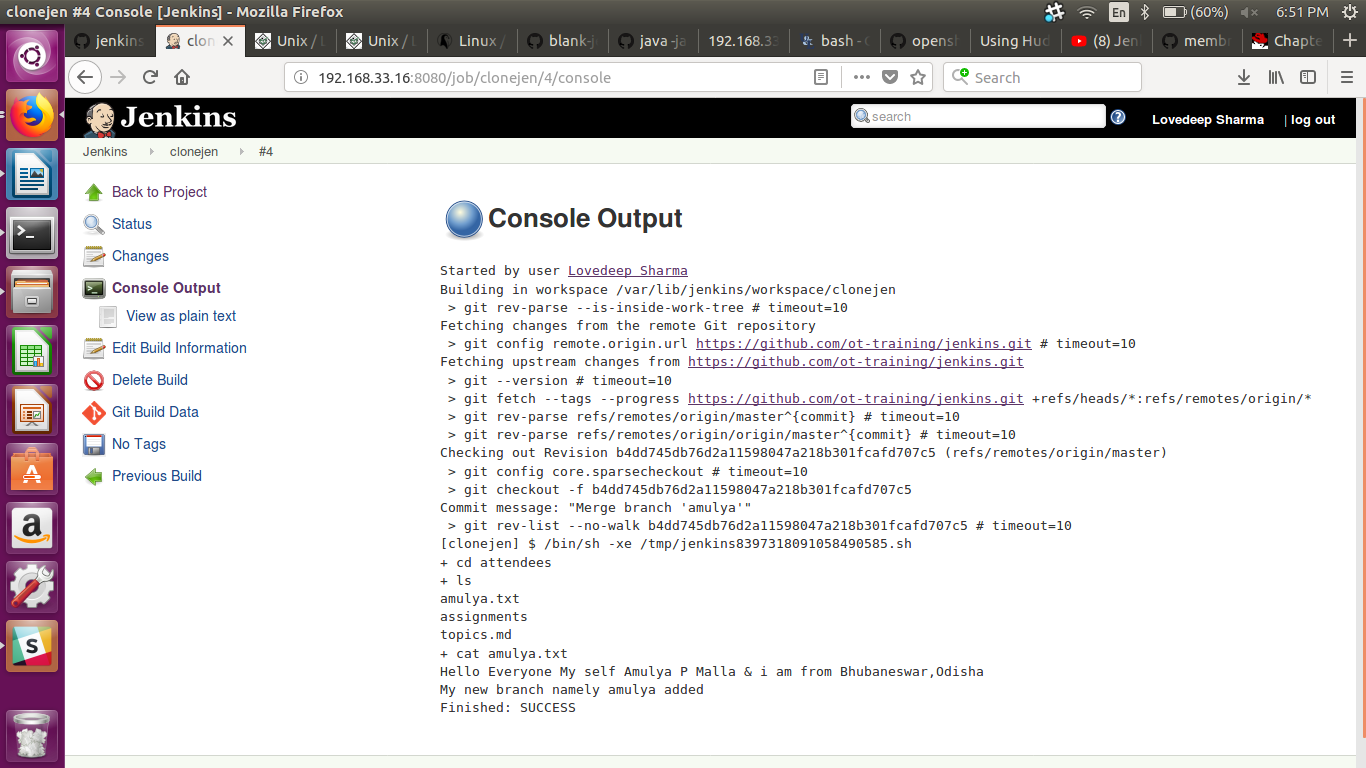 clonejen #4 Console [Jenkins] - Mozilla Firefox
En
(60%)
6:51 PM
jenkins
clon
Unix / L
Unix / L
Linux /
blank-j
java -ja
192.168.33
bash - C
opensh
Using Hud
(8) Jen
memb
Chapte
192.168.33.16:8080/job/clonejen/4/console
Search
Jenkins
search
Lovedeep Sharma
| log out
Jenkins
clonejen
#4
Back to Project
Status
Changes
Console Output
View as plain text
Edit Build Information
Delete Build
Git Build Data
No Tags
Previous Build
Console Output
Started by user Lovedeep Sharma
Building in workspace /var/lib/jenkins/workspace/clonejen
> git rev-parse --is-inside-work-tree # timeout=10
Fetching changes from the remote Git repository
> git config remote.origin.url https://github.com/ot-training/jenkins.git # timeout=10
Fetching upstream changes from https://github.com/ot-training/jenkins.git
> git --version # timeout=10
> git fetch --tags --progress https://github.com/ot-training/jenkins.git +refs/heads/*:refs/remotes/origin/*
> git rev-parse refs/remotes/origin/master^{commit} # timeout=10
> git rev-parse refs/remotes/origin/origin/master^{commit} # timeout=10
Checking out Revision b4dd745db76d2a11598047a218b301fcafd707c5 (refs/remotes/origin/master)
> git config core.sparsecheckout # timeout=10
> git checkout -f b4dd745db76d2a11598047a218b301fcafd707c5
Commit message: "Merge branch 'amulya'"
> git rev-list --no-walk b4dd745db76d2a11598047a218b301fcafd707c5 # timeout=10
[clonejen] $ /bin/sh -xe /tmp/jenkins8397318091058490585.sh
+ cd attendees
+ ls
amulya.txt
assignments
topics.md
+ cat amulya.txt
Hello Everyone My self Amulya P Malla & i am from Bhubaneswar,Odisha
My new branch namely amulya added
Finished: SUCCESS